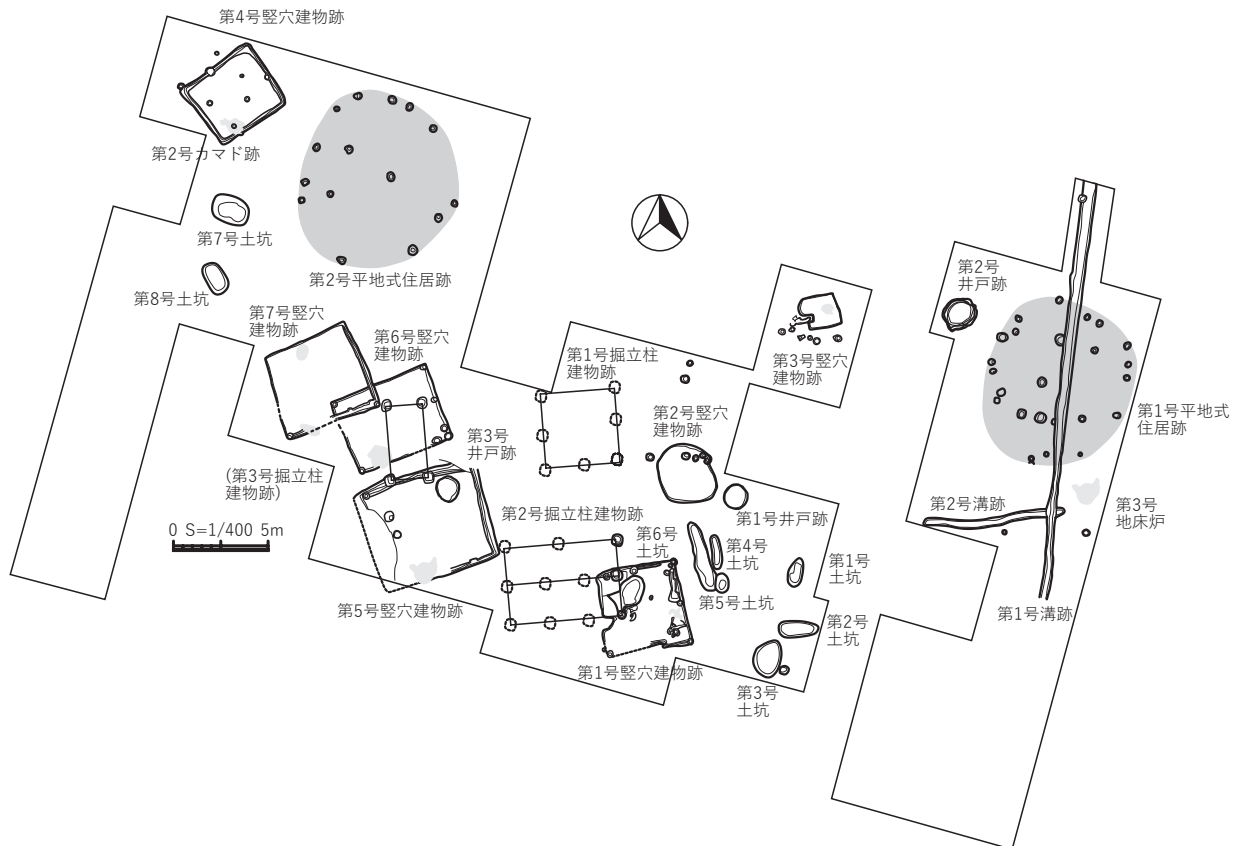 第4号竪穴建物跡
第2号カマド跡
第7号土坑
第8号土坑
第2号平地式住居跡
第7号竪穴
建物跡
第6号竪穴
建物跡
第3号
井戸跡
(第3号掘立柱
建物跡)
0 S=1/400 5m
第5号竪穴建物跡
第1号掘立柱
建物跡
第2号竪穴
建物跡
第3号竪穴
建物跡
第1号井戸跡
第2号掘立柱建物跡
第6号
土坑
第4号
土坑
第5号土坑
第1号
土坑
第2号
土坑
第3号
土坑
第1号竪穴建物跡
第2号
井戸跡
第1号平地式
住居跡
第2号溝跡
第3号
地床炉
第1号溝跡